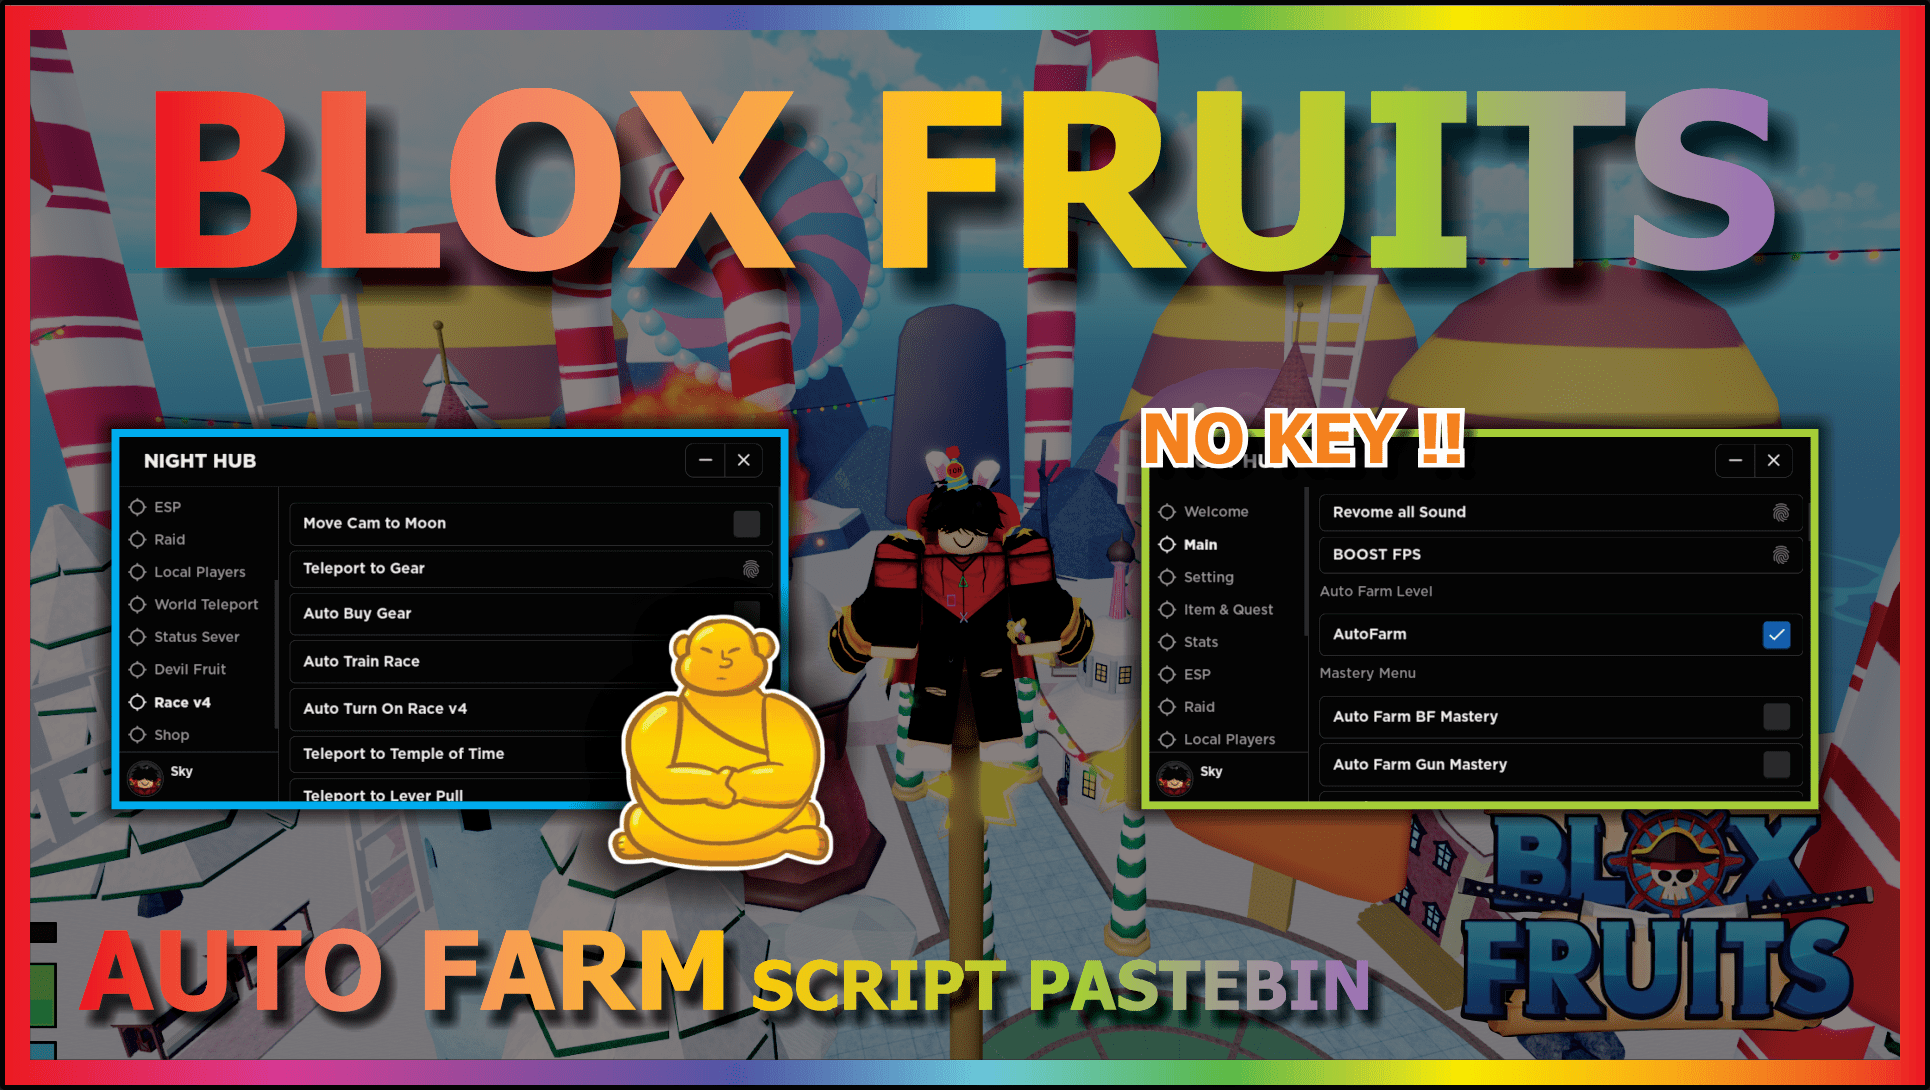 BLOX FRUITS
NIGHT HUB
ESP
Raid
Local Players
World Teleport
Status Sever
Devil Fruit
Race v4
Shop
Sky
Move Cam to Moon
Teleport to Gear
Auto Buy Gear
Auto Train Race
Auto Turn On Race v4
Teleport to Temple of Time
Teleport to Lever Pull
NO KEY !!
Welcome
Main
Setting
Item & Quest
Stats
ESP
Raid
Local Players
Sky
Revome all Sound
BOOST FPS
Auto Farm Level
AutoFarm
Mastery Menu
Auto Farm BF Mastery
Auto Farm Gun Mastery
BLOX
FRUITS
AUTO FARM SCRIPT PASTEBIN